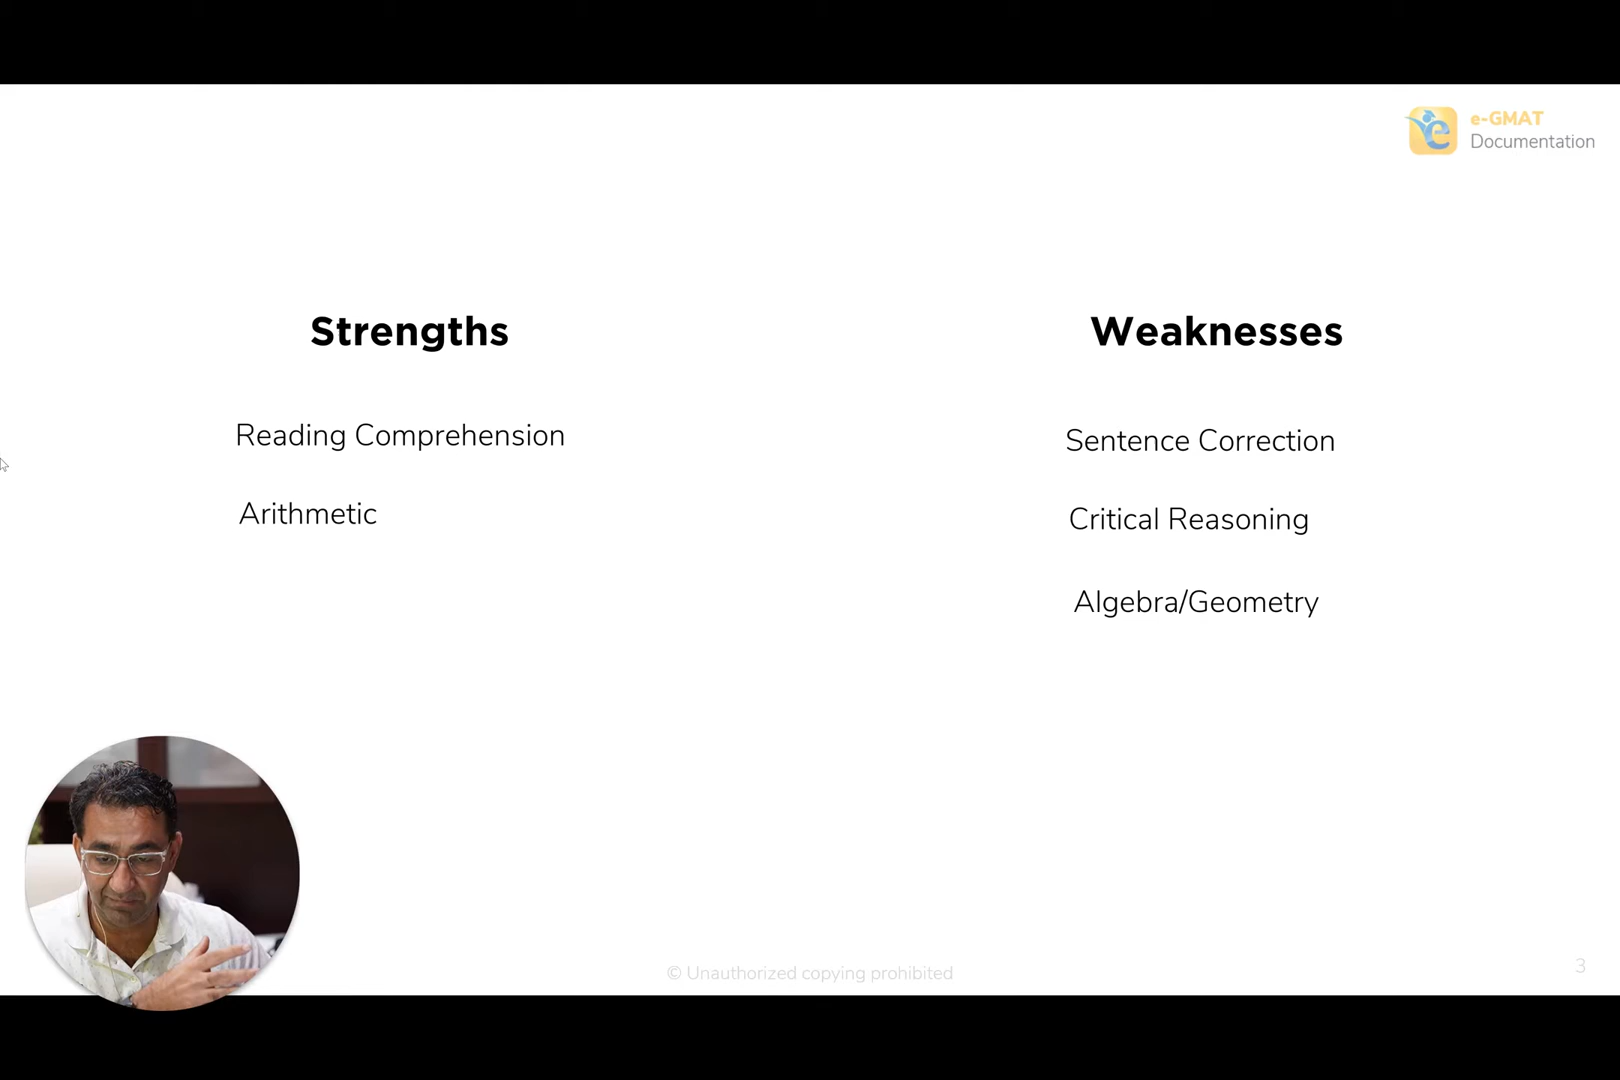 e-GMAT
Documentation
Strengths
Reading Comprehension
Arithmetic
Weaknesses
Sentence Correction
Critical Reasoning
Algebra/Geometry
© Unauthorized copying prohibited
3